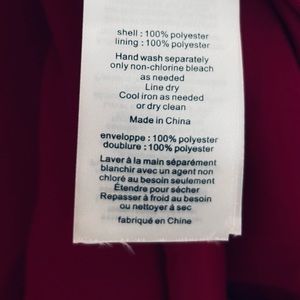 shell : 100% polyester
lining : 100% polyester
Hand wash separately
only non-chlorine bleach
as needed
Line dry
Cool iron as needed
or dry clean
Made in China
enveloppe : 100% polyester
doublure : 100% polyester
Laver à la main séparément
blanchir avec un agent non
chloré au besoin seulement
Étendre pour sécher
Repasser à froid au besoin
ou nettoyer à sec
fabriqué en Chine